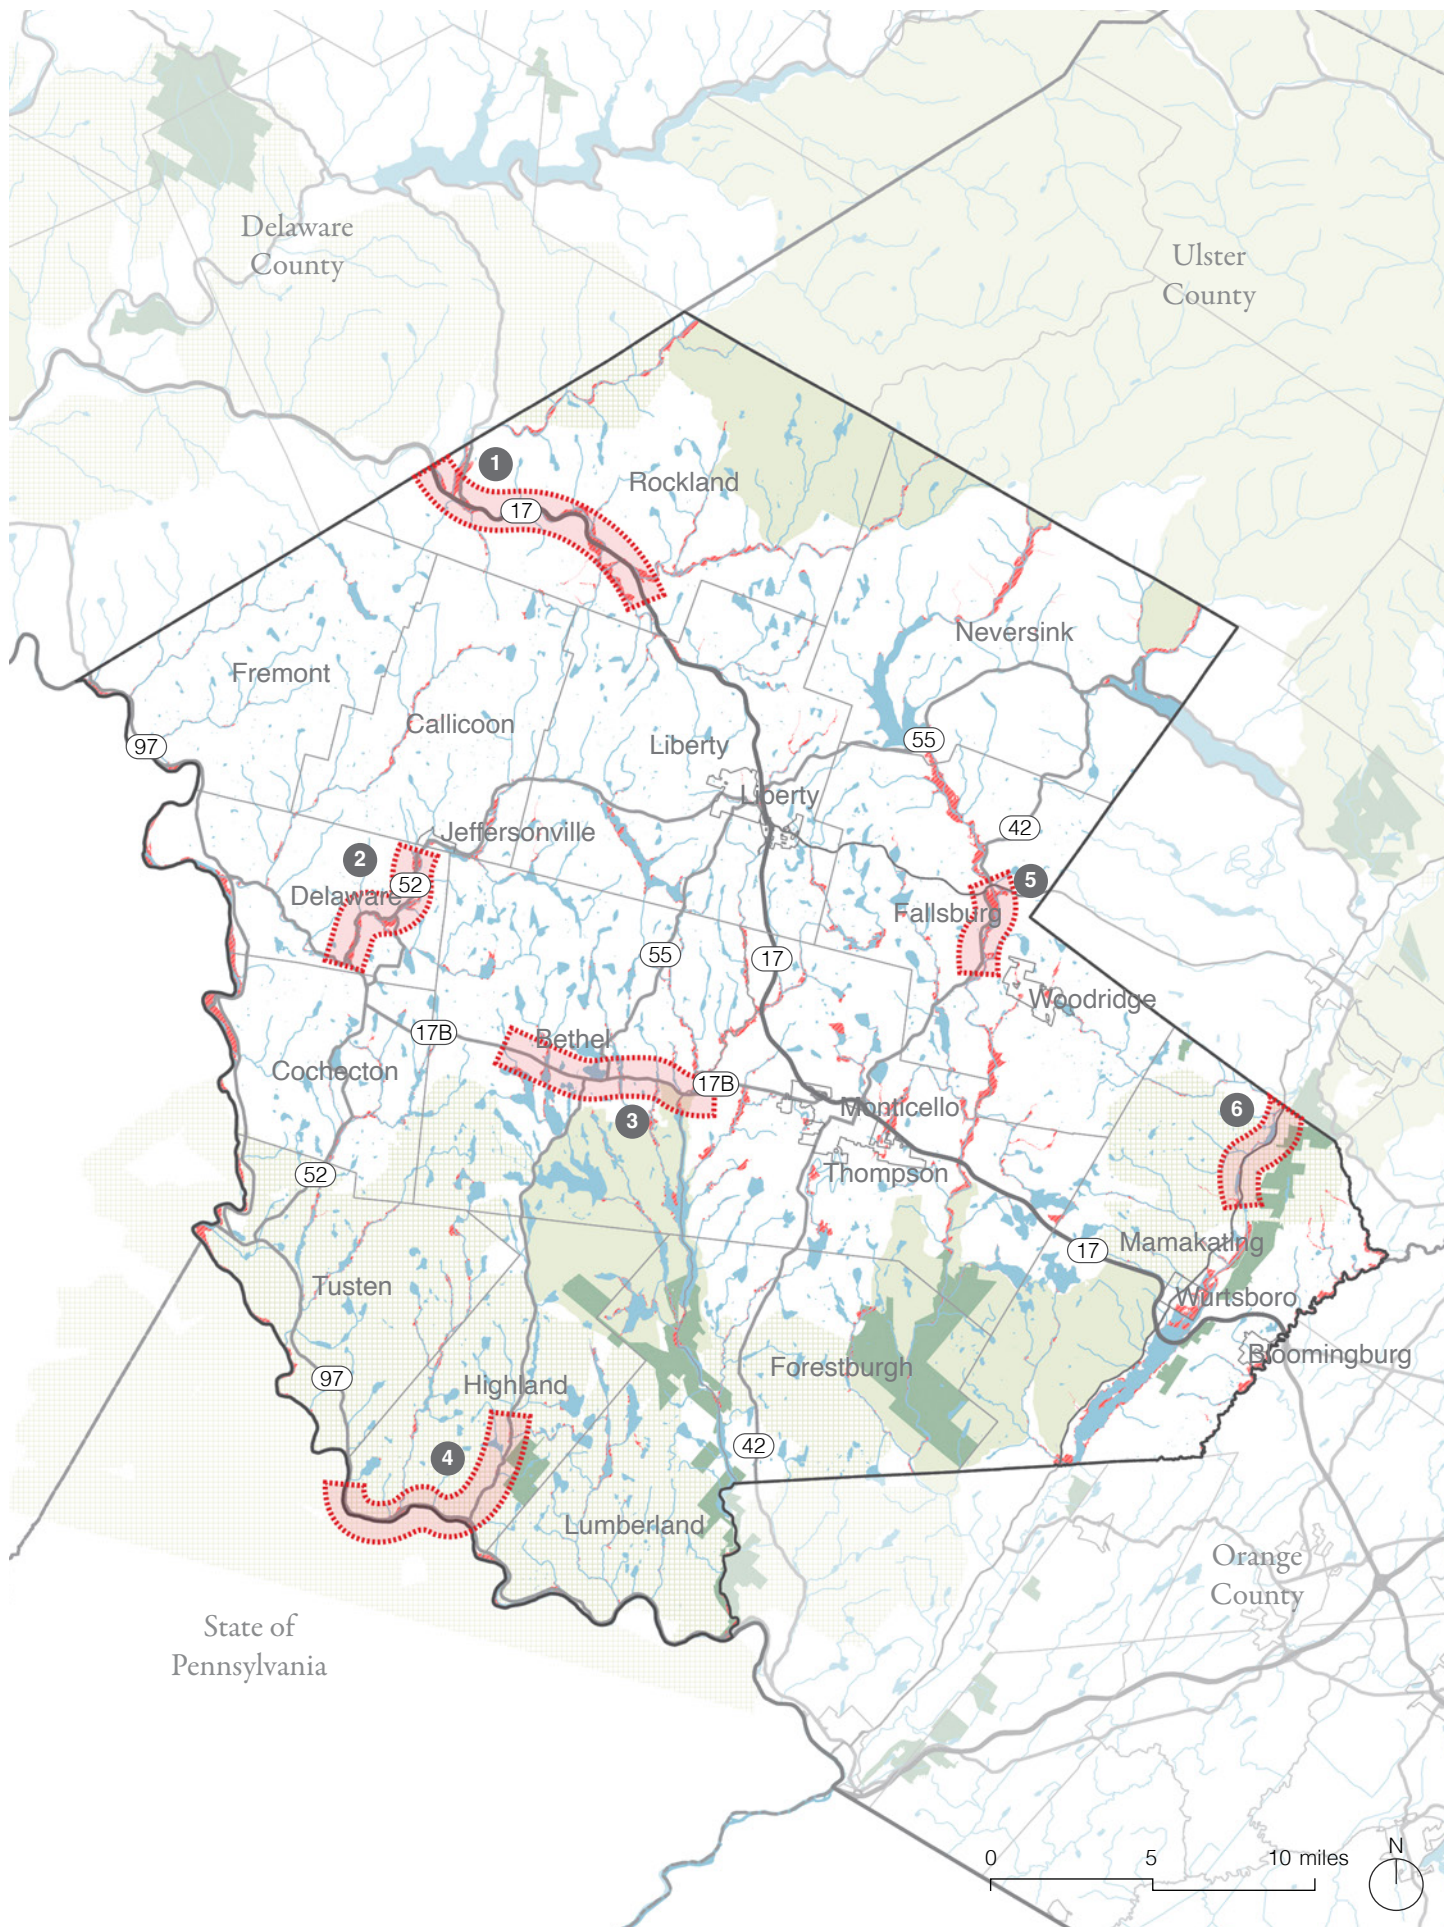 Delaware
County
Ulster
County
1
Rockland
17
Neversink
Fremont
Callicoon
97
Liberty
55
Liberty
42
Jeffersonville
2
52
Delaware
5
Fallsburg
55
17
Woodridge
17B
Bethel
Cochecton
17B
Monticello
6
3
Thompson
52
Mamakating
17
Tusten
Wurtsboro
Bloomingburg
Forestburgh
97
Highland
42
4
Lumberland
Orange
County
State of
Pennsylvania
N
0 5 10 miles